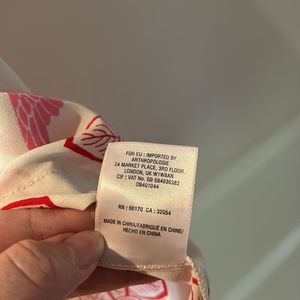 FOR EU : IMPORTED BY
ANTHROPOLOGIE
24 MARKET PLACE, 3RD FLOOR,
LONDON, UK W1W8AN
CIF : VAT No. GB 684936382
OB401044
RN : 66170 CA : 32054
MADE IN CHINA/FABRIQUÉ EN CHINE/
HECHO EN CHINA